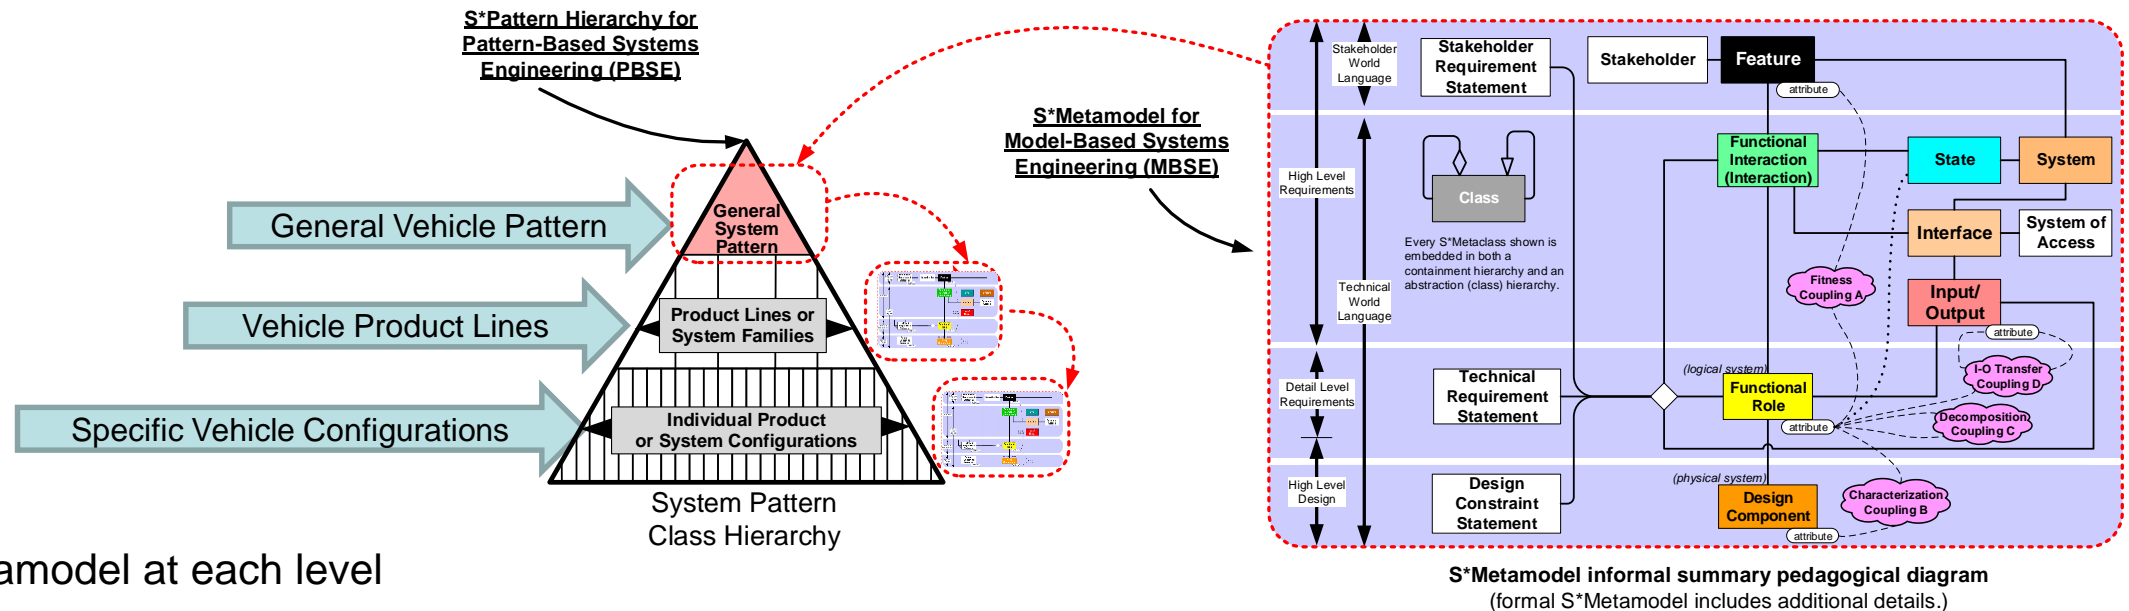 S*Pattern Hierarchy for
Pattern-Based Systems
Engineering (PBSE)
General Vehicle Pattern
Vehicle Product Lines
Specific Vehicle Configurations
General
System
Pattern
Product Lines or
System Families
Individual Product
or System Configurations
System Pattern
Class Hierarchy
amodel at each level
S*Metamodel for
Model-Based Systems
Engineering (MBSE)
Stakeholder
World
Language
High Level
Requirements
Technical
World
Language
Detail Level
Requirements
High Level
Design
Stakeholder
Requirement
Statement
Stakeholder
Feature
attribute
Class
Every S*Metaclass shown is
embedded in both a
containment hierarchy and an
abstraction (class) hierarchy.
Functional
Interaction
(Interaction)
State
System
Interface
System of
Access
Fitness
Coupling A
Input/
Output
attribute
I-O Transfer
Coupling D
Technical
Requirement
Statement
(logical system)
Functional
Role
attribute
Decomposition
Coupling C
Design
Constraint
Statement
(physical system)
Design
Component
attribute
Characterization
Coupling B
S*Metamodel informal summary pedagogical diagram
(formal S*Metamodel includes additional details.)